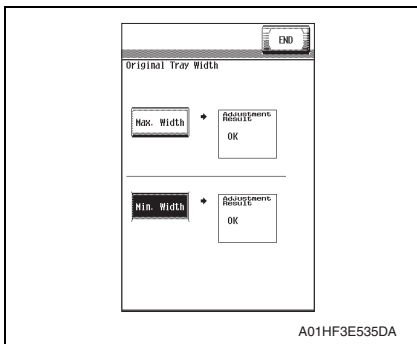 END
Original Tray Width
Max. Width
Adjustment
Result
OK
Min. Width
Adjustment
Result
OK
A01HF3E535DA